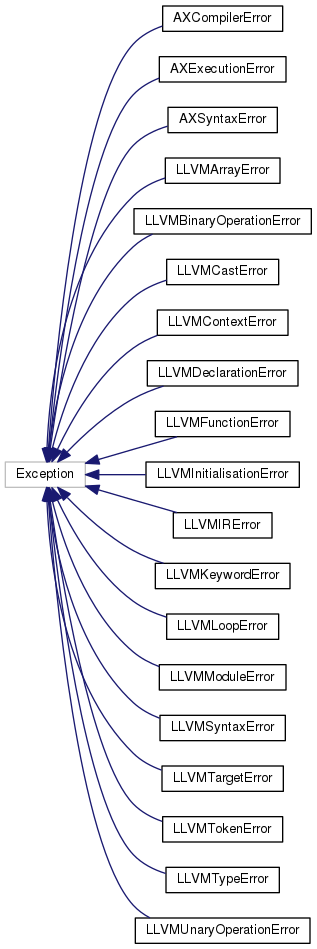 AXCompilerError
AXExecutionError
AXSyntaxError
LLVMArrayError
LLVMBinaryOperationError
LLVMCastError
LLVMContextError
LLVMDeclarationError
LLVMFunctionError
Exception
LLVMInitialisationError
LLVMIRError
LLVMKeywordError
LLVMLoopError
LLVMModuleError
LLVMSyntaxError
LLVMTargetError
LLVMTokenError
LLVMTypeError
LLVMUnaryOperationError